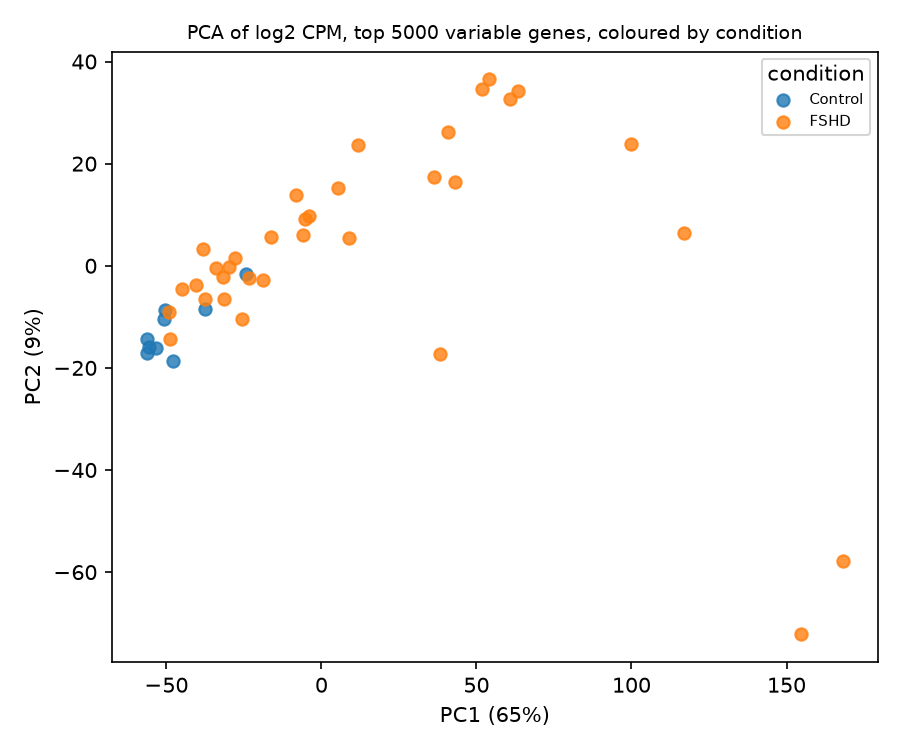 PCA of log2 CPM, top 5000 variable genes, coloured by condition
condition
Control
FSHD
40
20
0
−20
−40
−60
PC2 (9%)
−50
0
50
100
150
PC1 (65%)